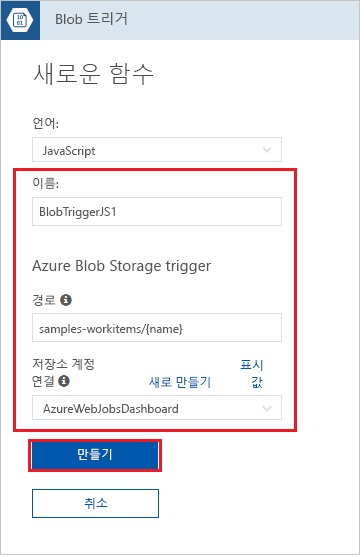 10
01
Blob 트리거
새로운 함수
언어:
JavaScript
이름:
BlobTriggerJS1
Azure Blob Storage trigger
경로
samples-workitems/{name}
저장소 계정 표시
연결 새로 만들기 값
AzureWebJobsDashboard
만들기
취소